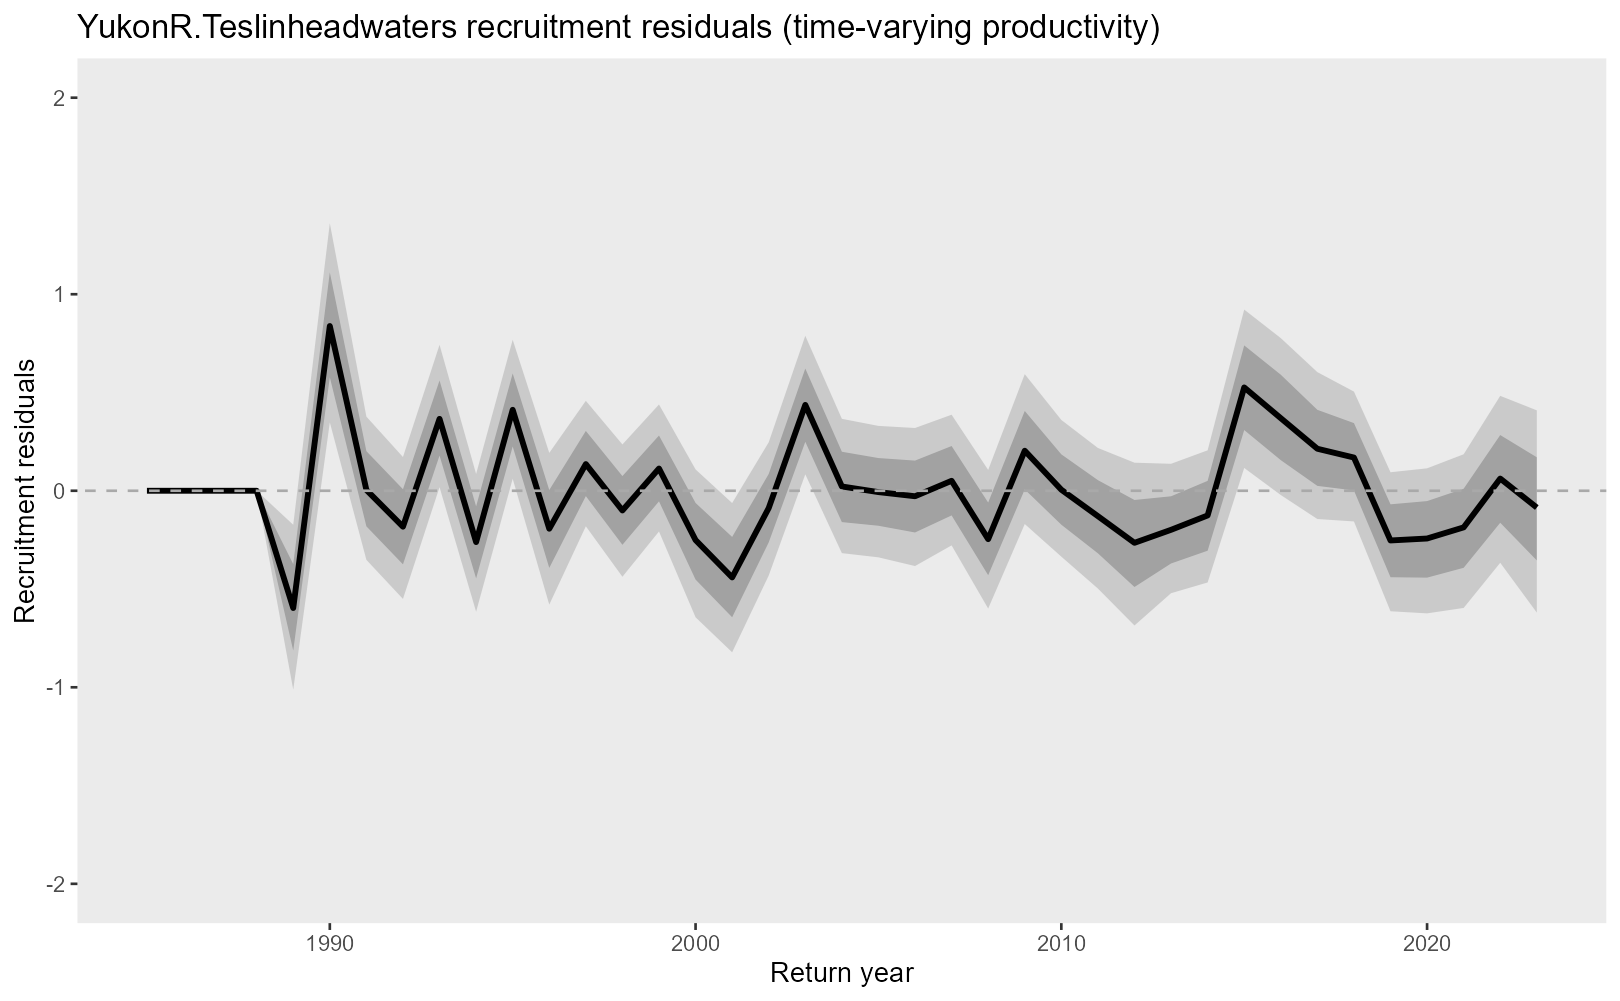 YukonR.Teslinheadwaters recruitment residuals (time-varying productivity)
2
1
0
-1
-2
Recruitment residuals
1990 2000 2010 2020
Return year